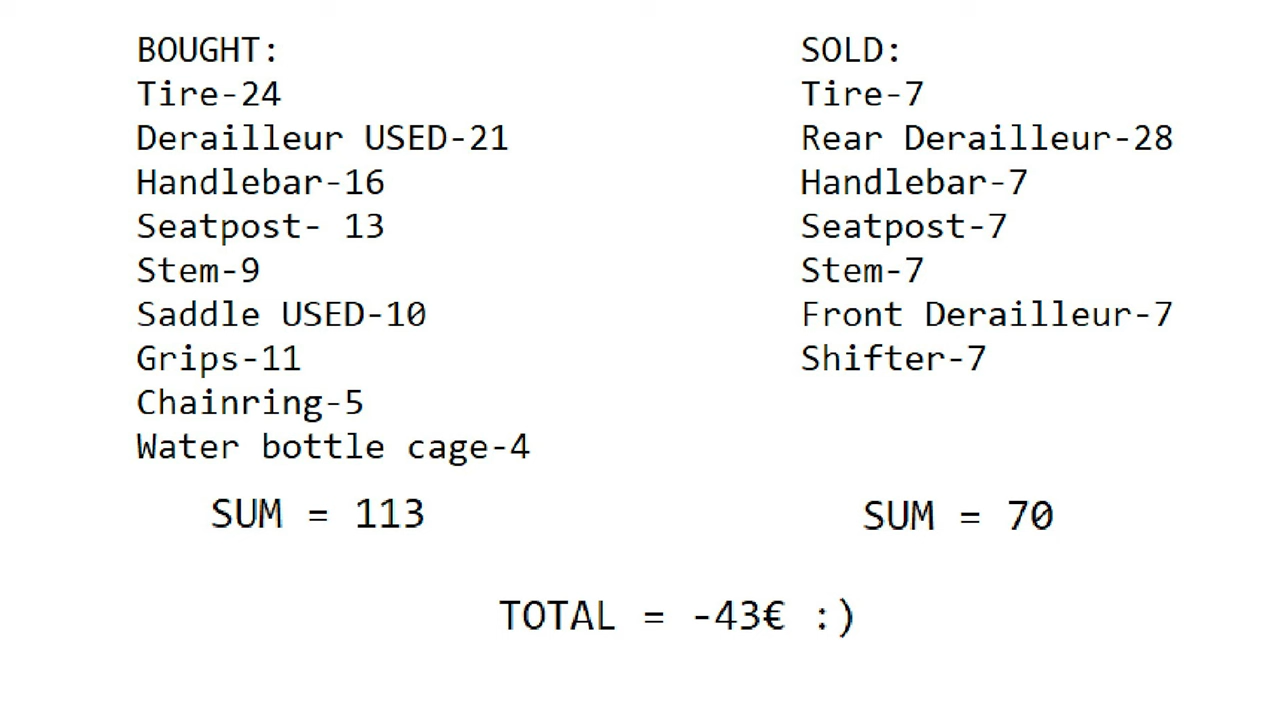 BOUGHT:
Tire-24
Derailleur USED-21
Handlebar-16
Seatpost- 13
Stem-9
Saddle USED-10
Grips-11
Chainring-5
Water bottle cage-4
SUM = 113
SOLD:
Tire-7
Rear Derailleur-28
Handlebar-7
Seatpost-7
Stem-7
Front Derailleur-7
Shifter-7
SUM = 70
TOTAL = -43€ :)